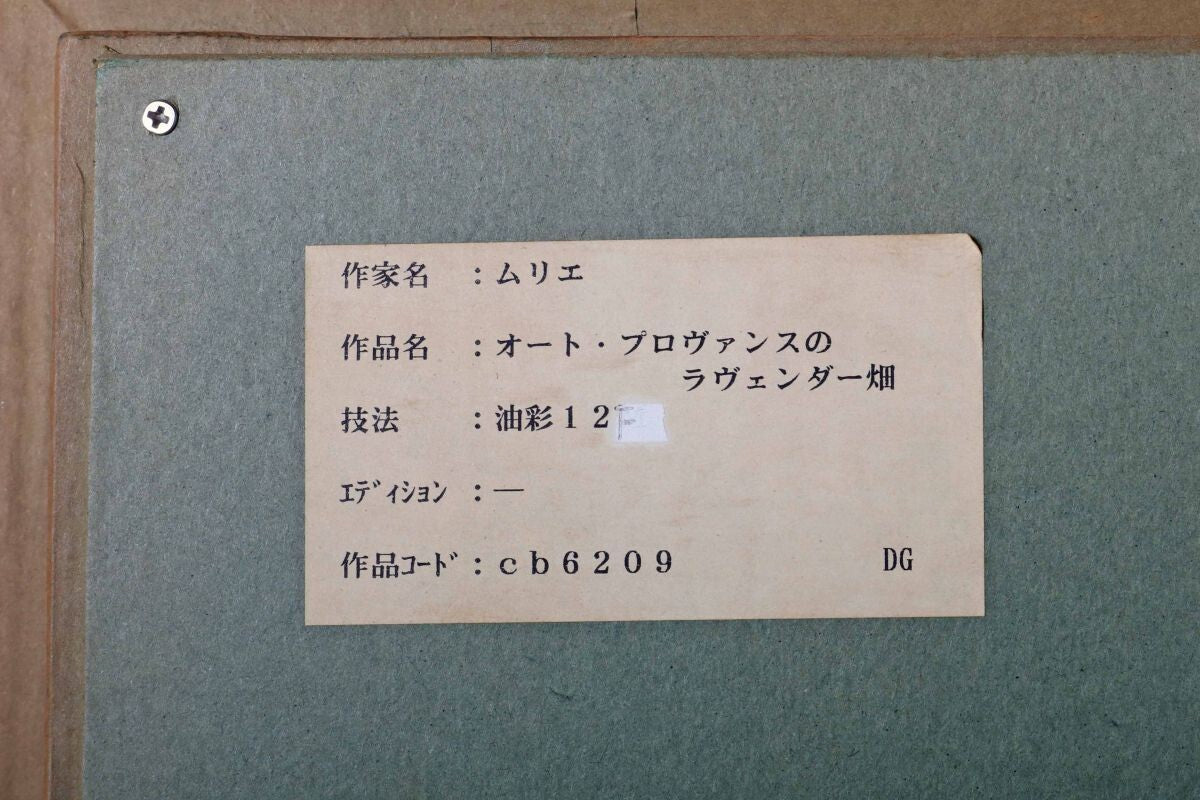 作家名　：ムリエ
作品名　：オート・プロヴァンスの
ラヴェンダー畑
技法　：油彩１２
ｴﾃﾞｨｼｮﾝ　：―
作品ｺｰﾄﾞ：ｃｂ６２０９　DG